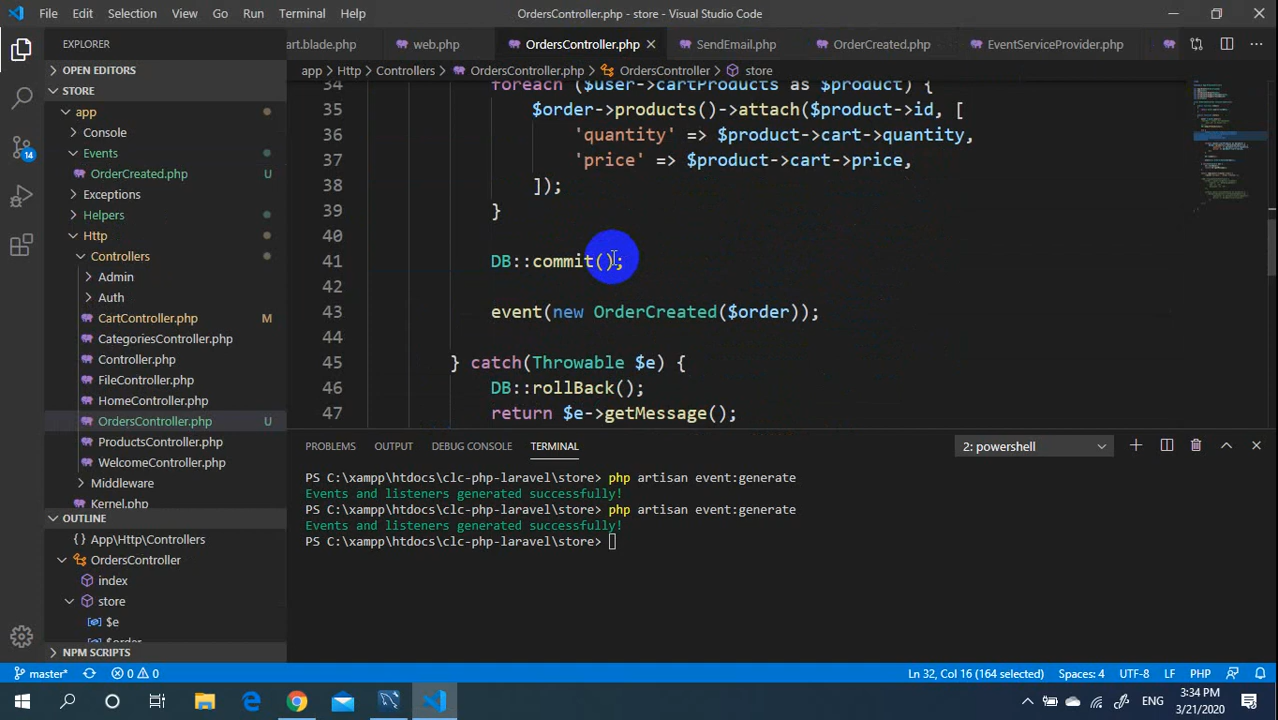 File Edit Selection View Go Run Terminal Help OrdersController.php - store - Visual Studio Code
EXPLORER
art.blade.php web.php OrdersController.php SendEmail.php OrderCreated.php EventServiceProvider.php
OPEN EDITORS
app > Http > Controllers > OrdersController.php > OrdersController > store
STORE
app
Console
Events
OrderCreated.php U
Exceptions
Helpers
Http
Controllers
Admin
Auth
CartController.php M
CategoriesController.php
Controller.php
FileController.php
HomeController.php
OrdersController.php U
ProductsController.php
WelcomeController.php
Middleware
Kernel.php
OUTLINE
App\Http\Controllers
OrdersController
index
store
$e
$order
NPM SCRIPTS
14
34 foreach ($user->cartProducts as $product) {
35 $order->products()->attach($product->id, [
36 'quantity' => $product->cart->quantity,
37 'price' => $product->cart->price,
38 ]);
39 }
40
41 DB::commit();
42
43 event(new OrderCreated($order));
44
45 } catch(Throwable $e) {
46 DB::rollBack();
47 return $e->getMessage();
PROBLEMS OUTPUT DEBUG CONSOLE TERMINAL 2: powershell
PS C:\xampp\htdocs\clc-php-laravel\store> php artisan event:generate
Events and listeners generated successfully!
PS C:\xampp\htdocs\clc-php-laravel\store> php artisan event:generate
Events and listeners generated successfully!
PS C:\xampp\htdocs\clc-php-laravel\store>
master* 0 0 Ln 32, Col 16 (164 selected) Spaces: 4 UTF-8 LF PHP
ENG 3:34 PM
3/21/2020